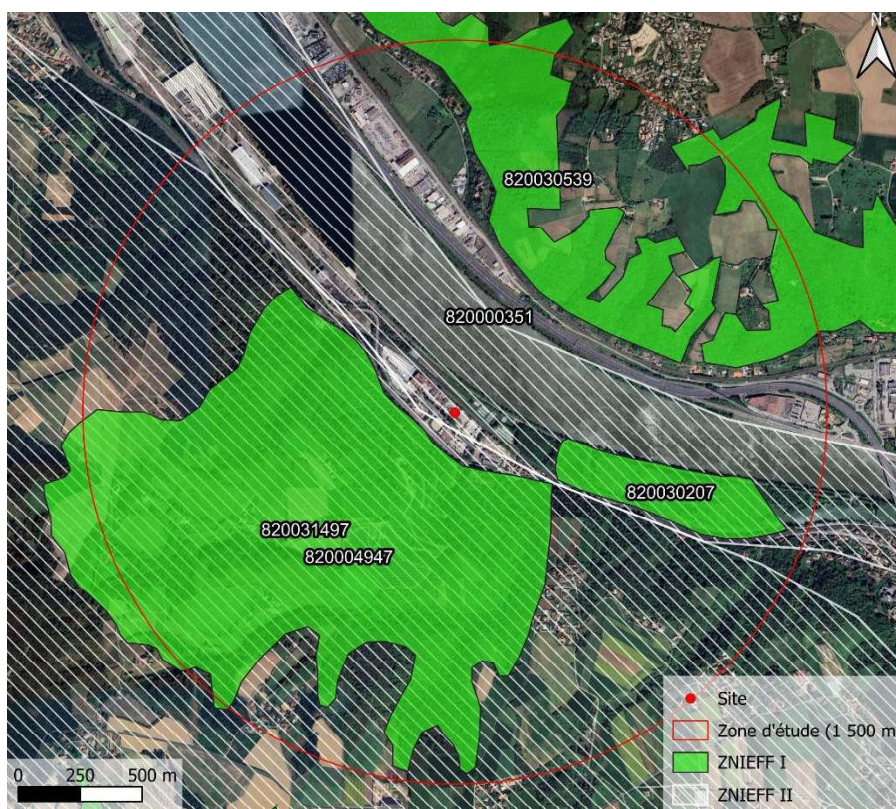 N
820030539
820000351
820030207
820031497
820004947
Site
Zone d'étude (1 500 m
ZNIEFF I
ZNIEFF II
0 250 500 m